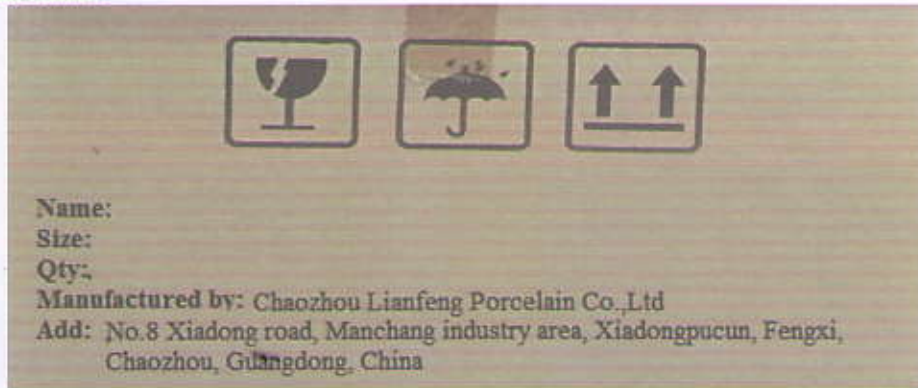 Name:
Size:
Qty:
Manufactured by: Chaozhou Lianfeng Porcelain Co.,Ltd
Add: No.8 Xiadong road, Manchang industry area, Xiadongpucun, Fengxi,
Chaozhou, Guangdong, China